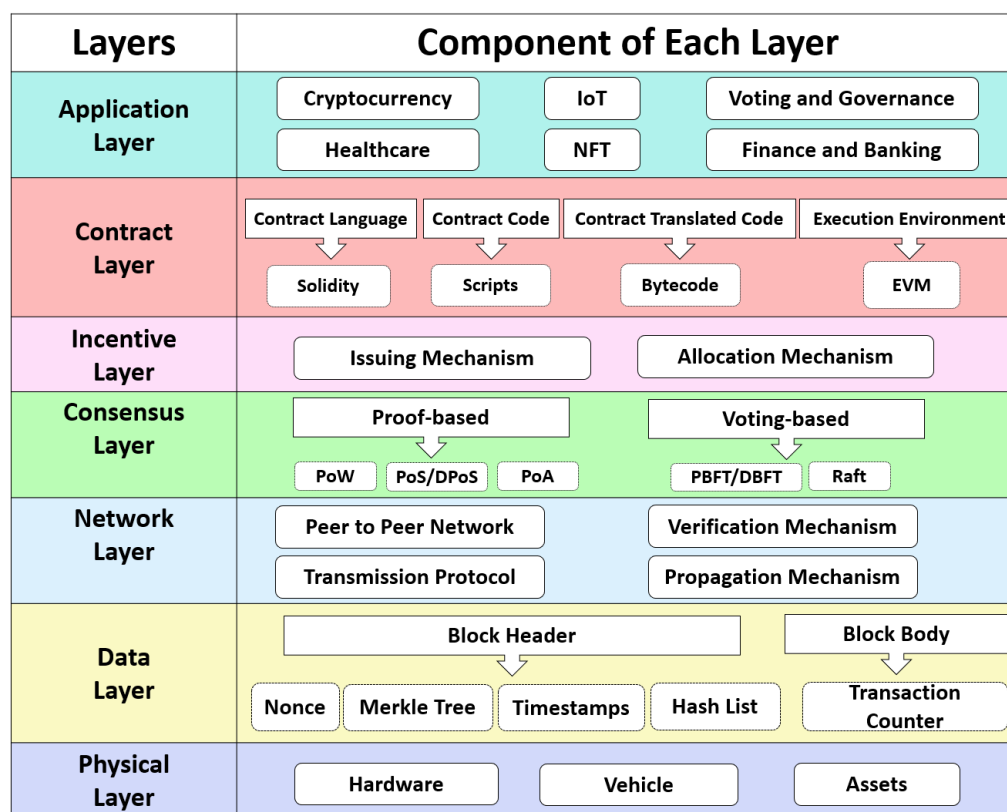 Layers
Component of Each Layer
Application
Layer
Cryptocurrency
IoT
Voting and Governance
Healthcare
NFT
Finance and Banking
Contract
Layer
Contract Language
Contract Code
Contract Translated Code
Execution Environment
Solidity
Scripts
Bytecode
EVM
Incentive
Layer
Issuing Mechanism
Allocation Mechanism
Consensus
Layer
Proof-based
Voting-based
PoW
PoS/DPoS
PoA
PBFT/DBFT
Raft
Network
Layer
Peer to Peer Network
Verification Mechanism
Transmission Protocol
Propagation Mechanism
Data
Layer
Block Header
Block Body
Nonce
Merkle Tree
Timestamps
Hash List
Transaction
Counter
Physical
Layer
Hardware
Vehicle
Assets